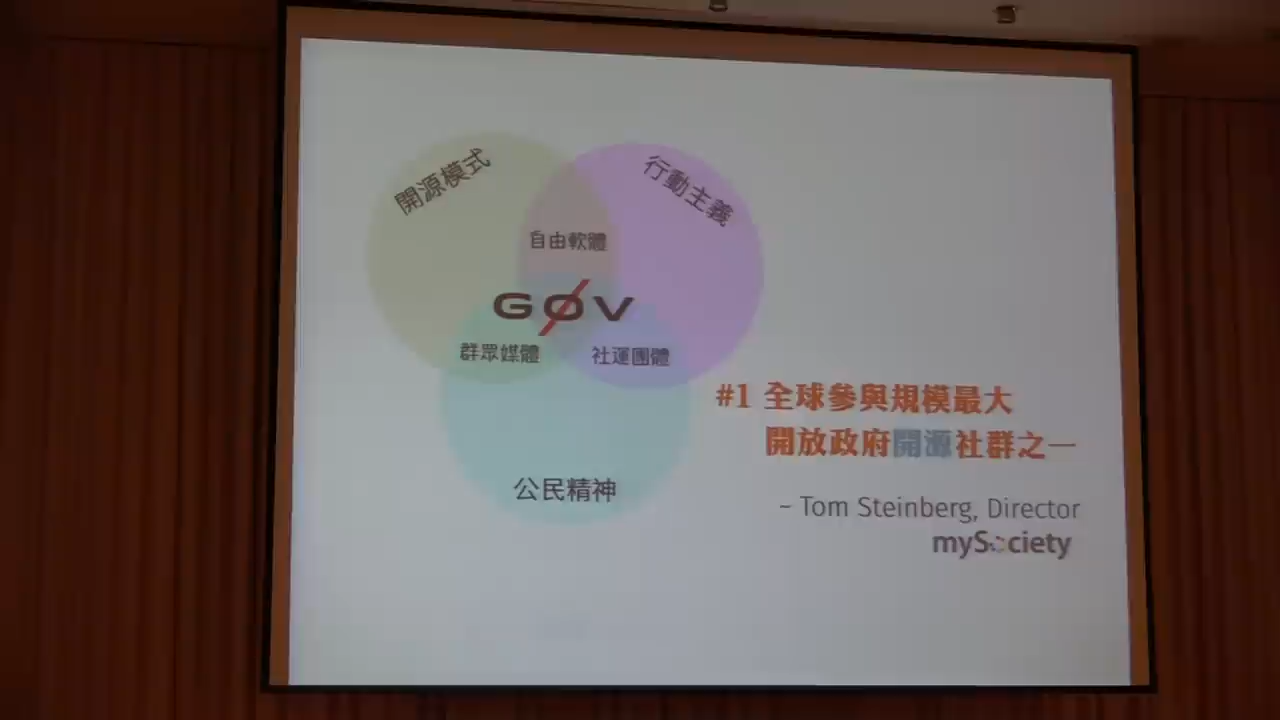 開源模式
行動主義
自由軟體
GØV
群眾媒體
社運團體
公民精神
#1 全球參與規模最大
開放政府開源社群之一
– Tom Steinberg, Director
mySociety